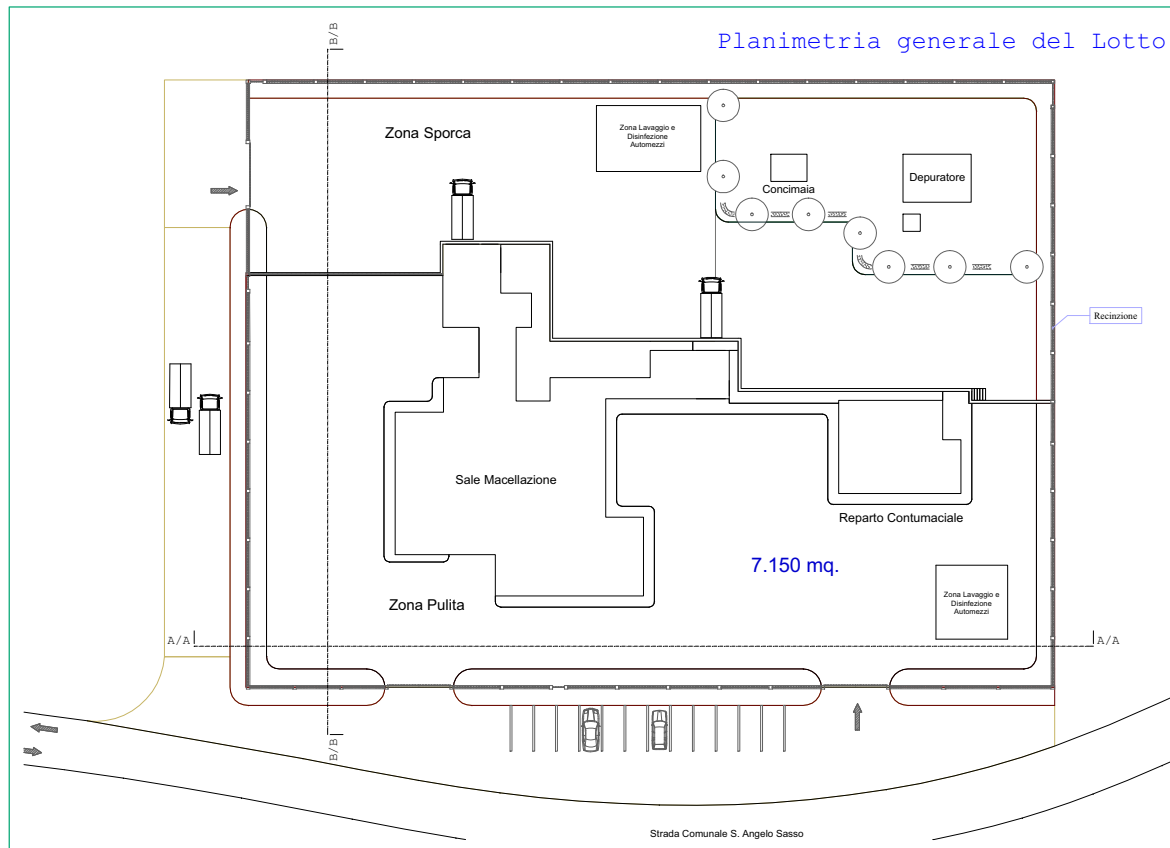 B/B
Planimetria generale del Lotto
Zona Sporca
Zona Lavaggio e
Disinfezione
Automezzi
Concimaia
Depuratore
Recinzione
Sale Macellazione
Reparto Contumaciale
7.150 mq.
Zona Pulita
Zona Lavaggio e
Disinfezione
Automezzi
A/A
A/A
B/B
Strada Comunale S. Angelo Sasso